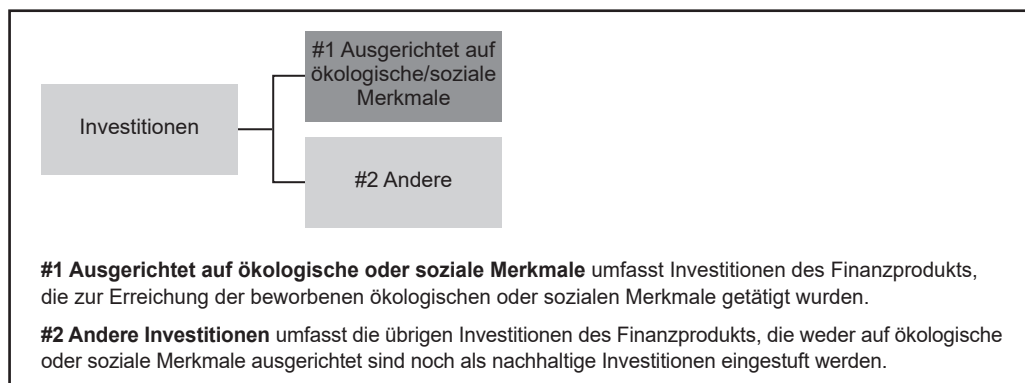 #1 Ausgerichtet auf
ökologische/soziale
Merkmale
Investitionen
#2 Andere
#1 Ausgerichtet auf ökologische oder soziale Merkmale umfasst Investitionen des Finanzprodukts,
die zur Erreichung der beworbenen ökologischen oder sozialen Merkmale getätigt wurden.
#2 Andere Investitionen umfasst die übrigen Investitionen des Finanzprodukts, die weder auf ökologische
oder soziale Merkmale ausgerichtet sind noch als nachhaltige Investitionen eingestuft werden.